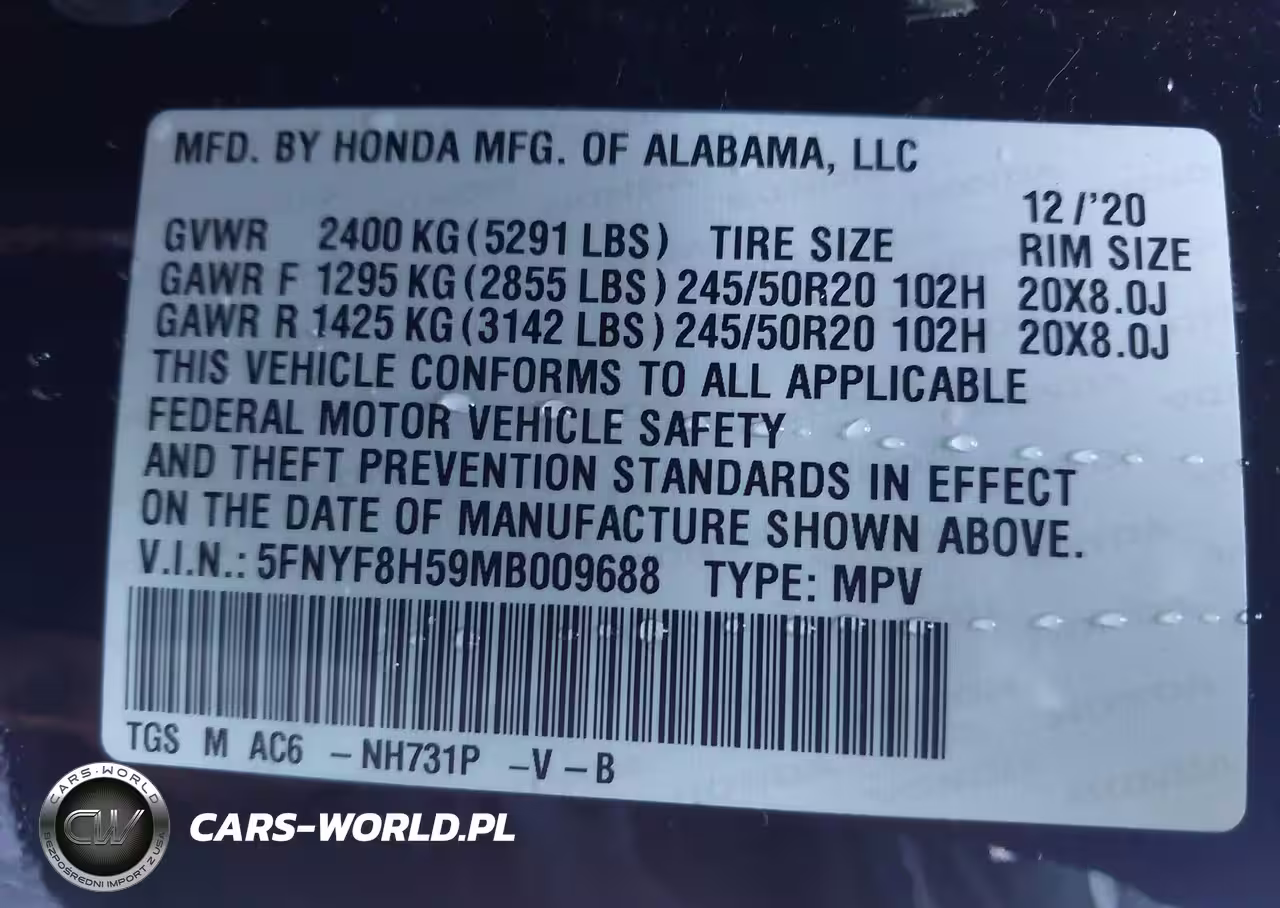 MFD. BY HONDA MFG. OF ALABAMA, LLC
12/'20
GVWR 2400 KG (5291 LBS) TIRE SIZE RIM SIZE
GAWR F 1295 KG (2855 LBS) 245/50R20 102H 20X8.0J
GAWR R 1425 KG (3142 LBS) 245/50R20 102H 20X8.0J
THIS VEHICLE CONFORMS TO ALL APPLICABLE
FEDERAL MOTOR VEHICLE SAFETY
AND THEFT PREVENTION STANDARDS IN EFFECT
ON THE DATE OF MANUFACTURE SHOWN ABOVE.
V.I.N.: 5FNYF8H59MB009688 TYPE: MPV
TGS M AC6 -NH731P -V -B
CARS-WORLD
CW
BEZPOŚREDNI IMPORT Z USA
CARS-WORLD.PL